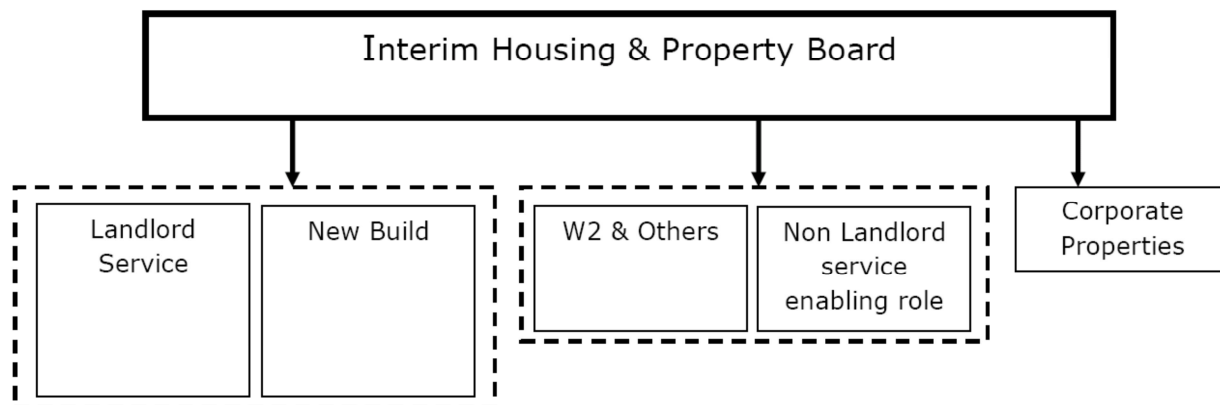 Interim Housing & Property Board
Landlord
Service
New Build
W2 & Others
Non Landlord
service
enabling role
Corporate
Properties